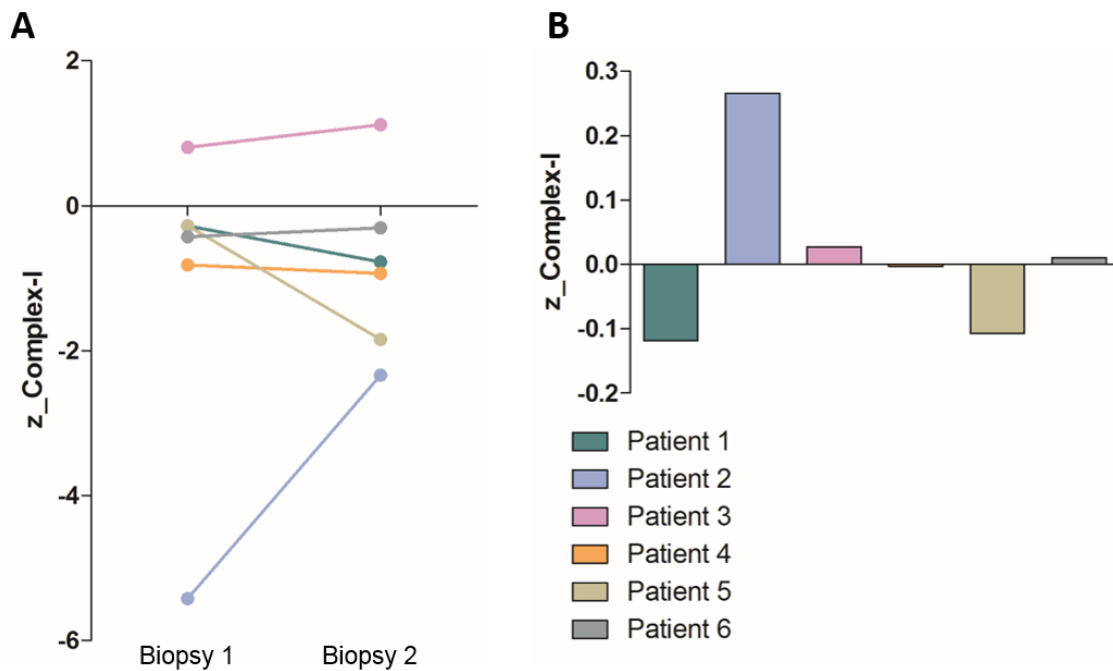 A
B
2
0
-2
-4
-6
z_Complex-I
Biopsy 1
Biopsy 2
0.3
0.2
0.1
0.0
-0.1
-0.2
z_Complex-I
Patient 1
Patient 2
Patient 3
Patient 4
Patient 5
Patient 6